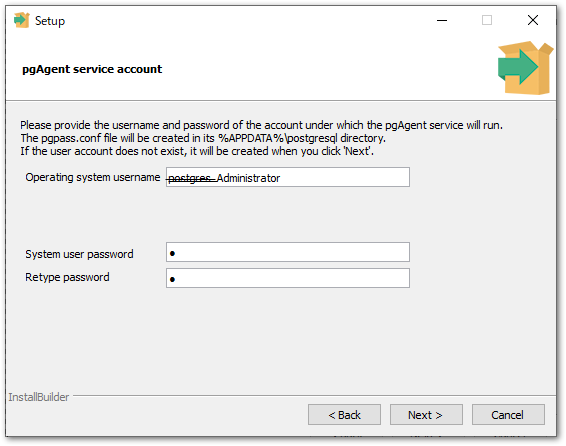 Setup
pgAgent service account
Please provide the username and password of the account under which the pgAgent service will run.
The pgpass.conf file will be created in its %APPDATA%\postgresql directory.
If the user account does not exist, it will be created when you click 'Next'.
Operating system username postgres Administrator
System user password
Retype password
InstallBuilder
< Back Next > Cancel